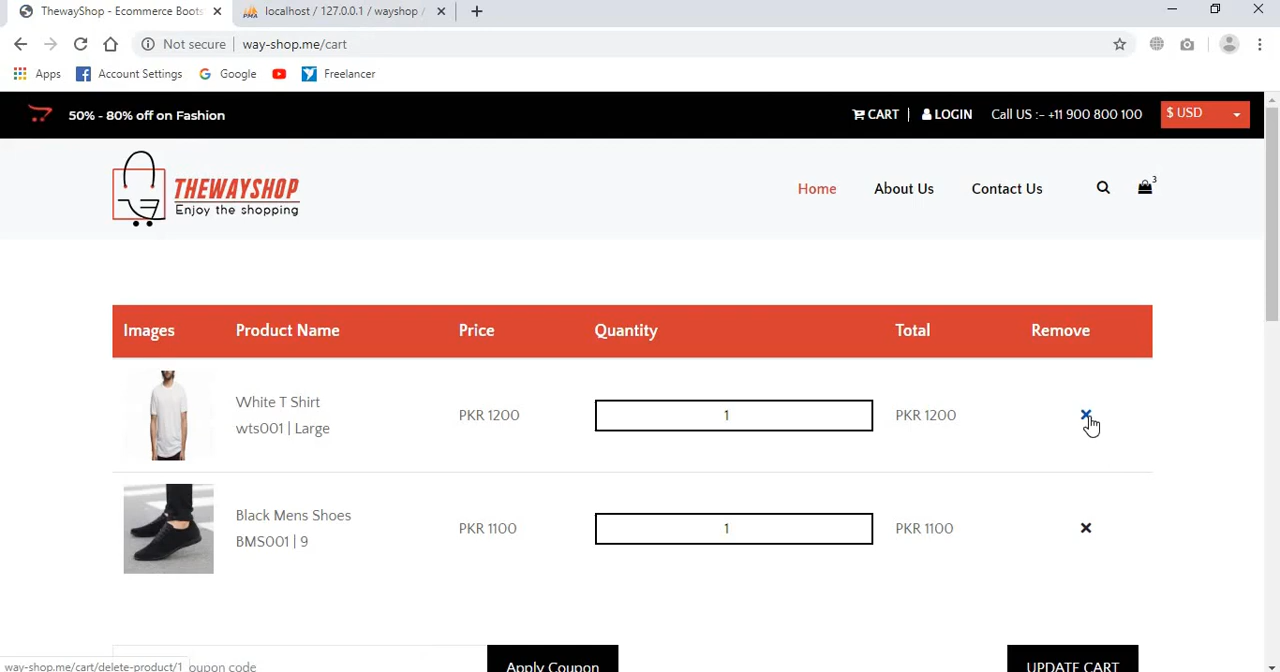 ThewayShop - Ecommerce Boots
localhost / 127.0.0.1 / wayshop /
Not secure | way-shop.me/cart
Apps Account Settings Google Freelancer
50% - 80% off on Fashion
CART | LOGIN Call US :- +11 900 800 100 $ USD
THEWAYSHOP
Enjoy the shopping
Home About Us Contact Us 3
Images Product Name Price Quantity Total Remove
White T Shirt
wts001 | Large
PKR 1200 1 PKR 1200
Black Mens Shoes
BMS001 | 9
PKR 1100 1 PKR 1100
way-shop.me/cart/delete-product/1 oupon code
Apply Coupon
UPDATE CART